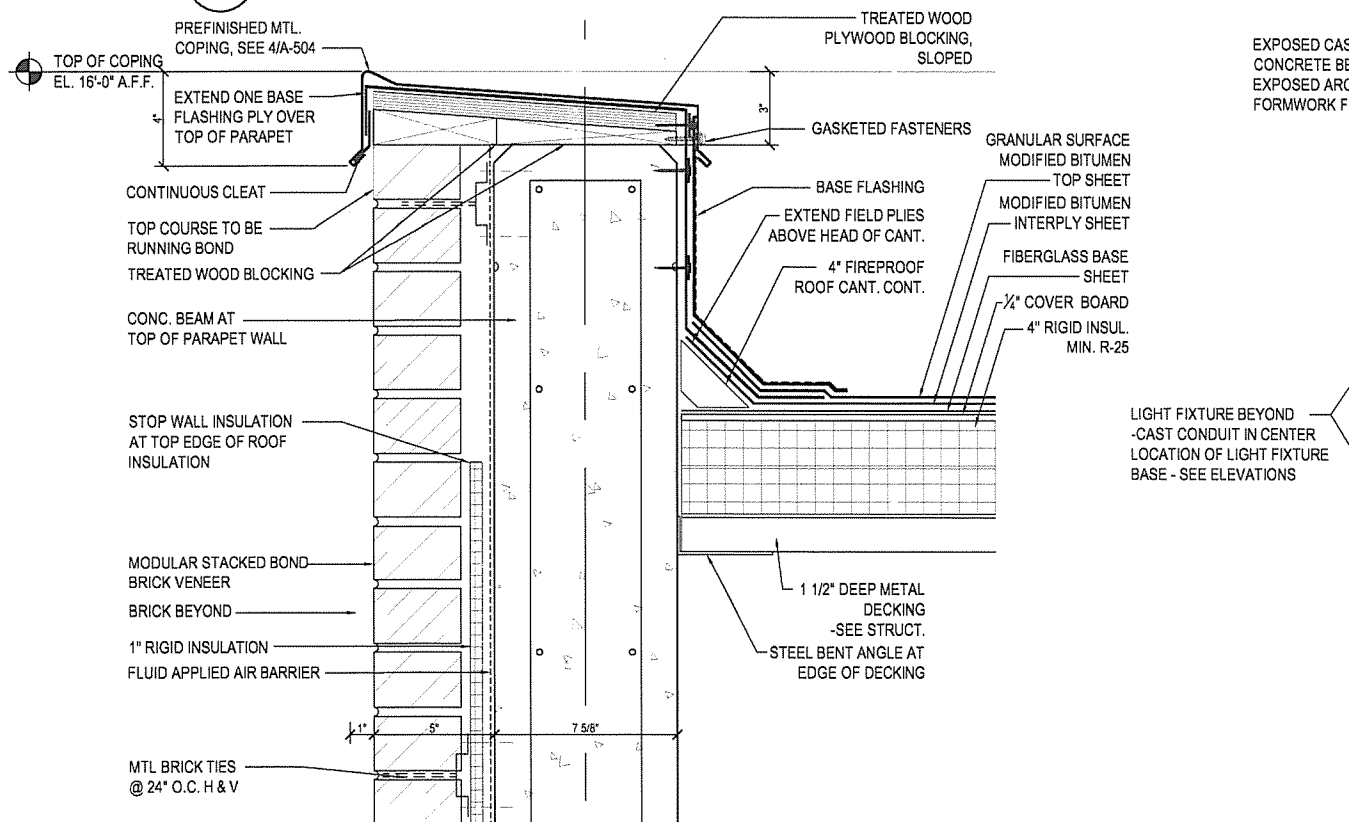 PREFINISHED MTL.
COPING, SEE 4/A-504
TOP OF COPING
EL. 16'-0" A.F.F.
4"
EXTEND ONE BASE
FLASHING PLY OVER
TOP OF PARAPET
CONTINUOUS CLEAT
TOP COURSE TO BE
RUNNING BOND
TREATED WOOD BLOCKING
CONC. BEAM AT
TOP OF PARAPET WALL
STOP WALL INSULATION
AT TOP EDGE OF ROOF
INSULATION
MODULAR STACKED BOND
BRICK VENEER
BRICK BEYOND
1" RIGID INSULATION
FLUID APPLIED AIR BARRIER
1"
5"
7 5/8"
MTL BRICK TIES
@ 24" O.C. H & V
TREATED WOOD
PLYWOOD BLOCKING,
SLOPED
3"
GASKETED FASTENERS
BASE FLASHING
EXTEND FIELD PLIES
ABOVE HEAD OF CANT.
4" FIREPROOF
ROOF CANT. CONT.
GRANULAR SURFACE
MODIFIED BITUMEN
TOP SHEET
MODIFIED BITUMEN
INTERPLY SHEET
FIBERGLASS BASE
SHEET
¼" COVER BOARD
4" RIGID INSUL.
MIN. R-25
1 1/2" DEEP METAL
DECKING
-SEE STRUCT.
STEEL BENT ANGLE AT
EDGE OF DECKING
EXPOSED CAS
CONCRETE BE
EXPOSED ARC
FORMWORK F
LIGHT FIXTURE BEYOND
-CAST CONDUIT IN CENTER
LOCATION OF LIGHT FIXTURE
BASE - SEE ELEVATIONS